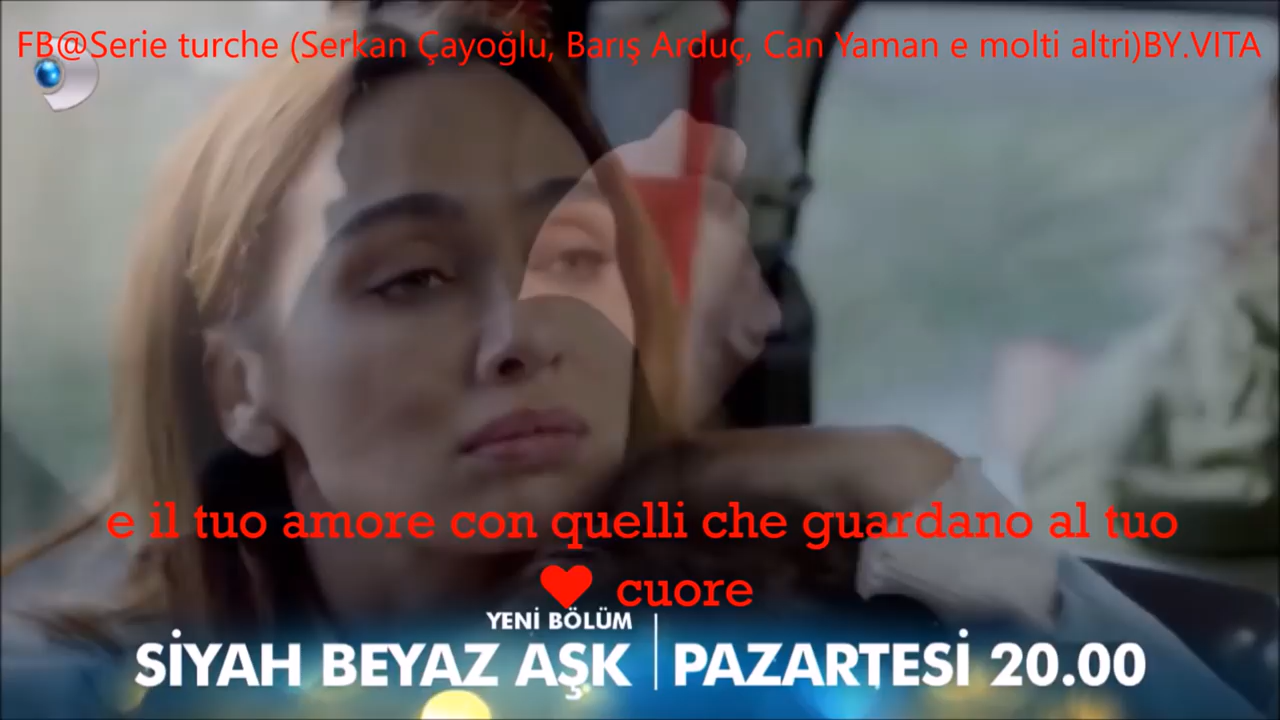 FB@Serie turche (Serkan Çayoğlu, Barış Arduç, Can Yaman e molti altri)BY.VITA
e il tuo amore con quelli che guardano al tuo
❤ cuore
YENİ BÖLÜM
SİYAH BEYAZ AŞK | PAZARTESİ 20.00